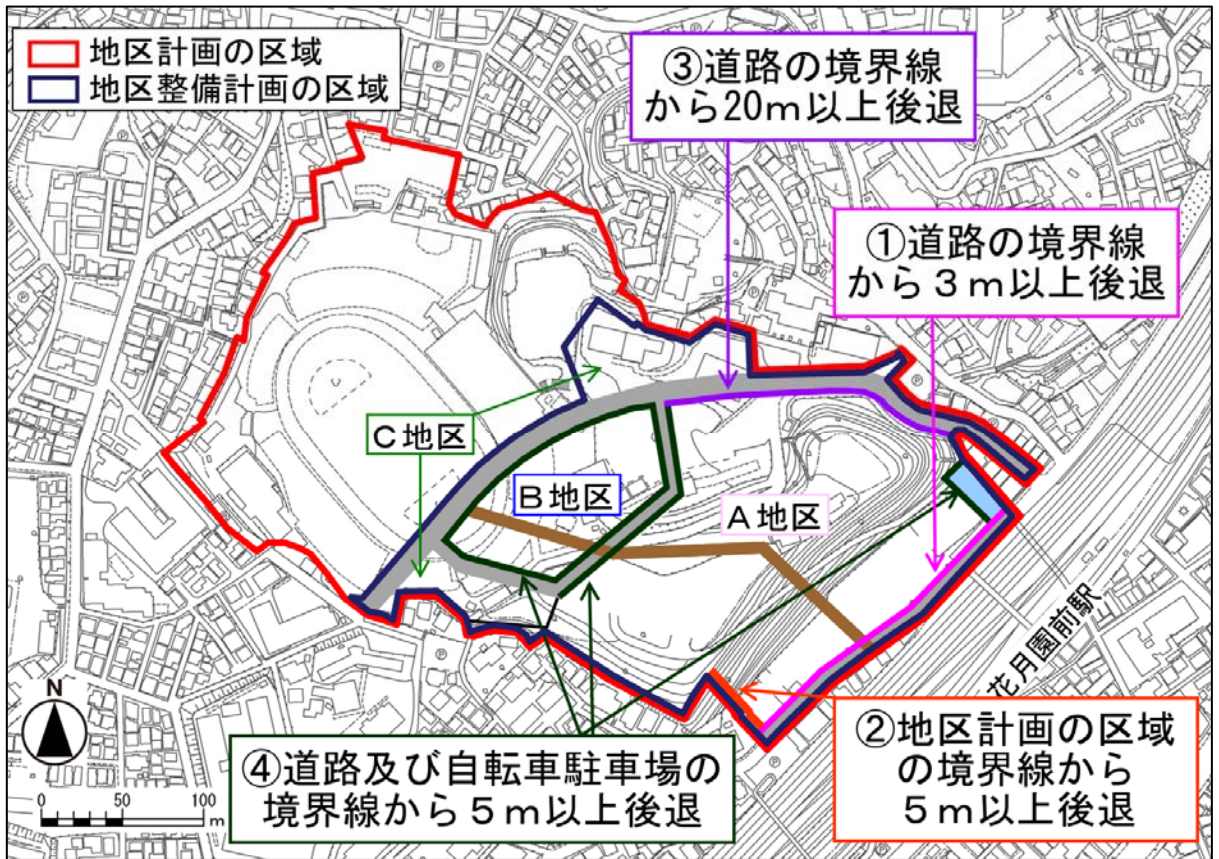 地区計画の区域
地区整備計画の区域
③道路の境界線
から20m以上後退
①道路の境界線
から3m以上後退
C地区
B地区
A地区
花月園前駅
N
0 50 100
m
④道路及び自転車駐車場の
境界線から5m以上後退
②地区計画の区域
の境界線から
5m以上後退